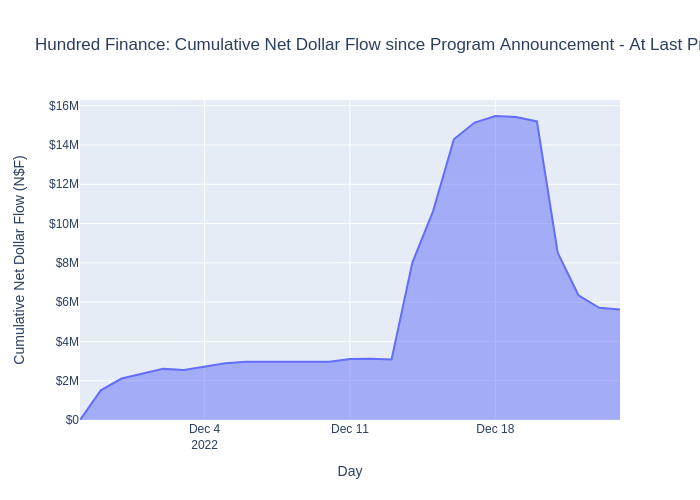 Hundred Finance: Cumulative Net Dollar Flow since Program Announcement - At Last
$16M
$14M
$12M
$10M
$8M
$6M
$4M
$2M
$0
Cumulative Net Dollar Flow (N$F)
Dec 4
2022
Dec 11
Dec 18
Day